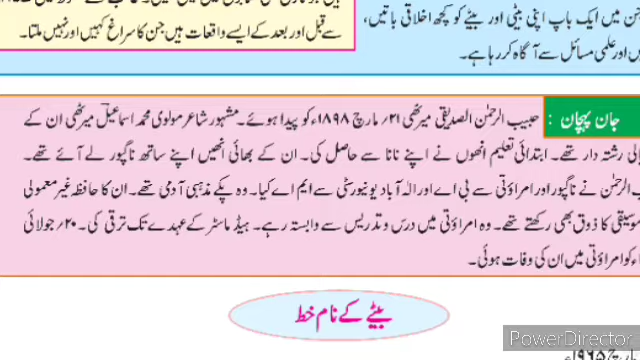 سے قبل اور بعد کے ایسے واقعات ہیں جن کا سراغ کہیں اور نہیں ملتا۔
جن میں ایک باپ اپنی بیٹی اور بیٹے کو کچھ اخلاقی باتیں،
اور علمی مسائل سے آگاہ کر رہا ہے۔
جان پہچان : حبیب الرحمٰن الصدیقی میرٹھی ۲۱؍ مارچ ۱۸۹۸ء کو پیدا ہوئے۔ مشہور شاعر مولوی محمد اسماعیل میرٹھی ان کے
رشتہ دار تھے۔ ابتدائی تعلیم انھوں نے اپنے نانا سے حاصل کی۔ ان کے بھائی انھیں اپنے ساتھ ناگپور لے آئے تھے۔
الرحمٰن نے ناگپور اور امراؤتی سے بی اے اور الٰہ آباد یونیورسٹی سے ایم اے کیا۔ وہ پکے مذہبی آدمی تھے۔ ان کا حافظہ غیر معمولی
موسیقی کا ذوق بھی رکھتے تھے۔ وہ امراؤتی میں درس و تدریس سے وابستہ رہے۔ ہیڈ ماسٹر کے عہدے تک ترقی کی۔ ۲۰؍ جولائی
کو امراؤتی میں ان کی وفات ہوئی۔
بیٹے کے نام خط
PowerDirector
مارچ ۱۹۶۵ء